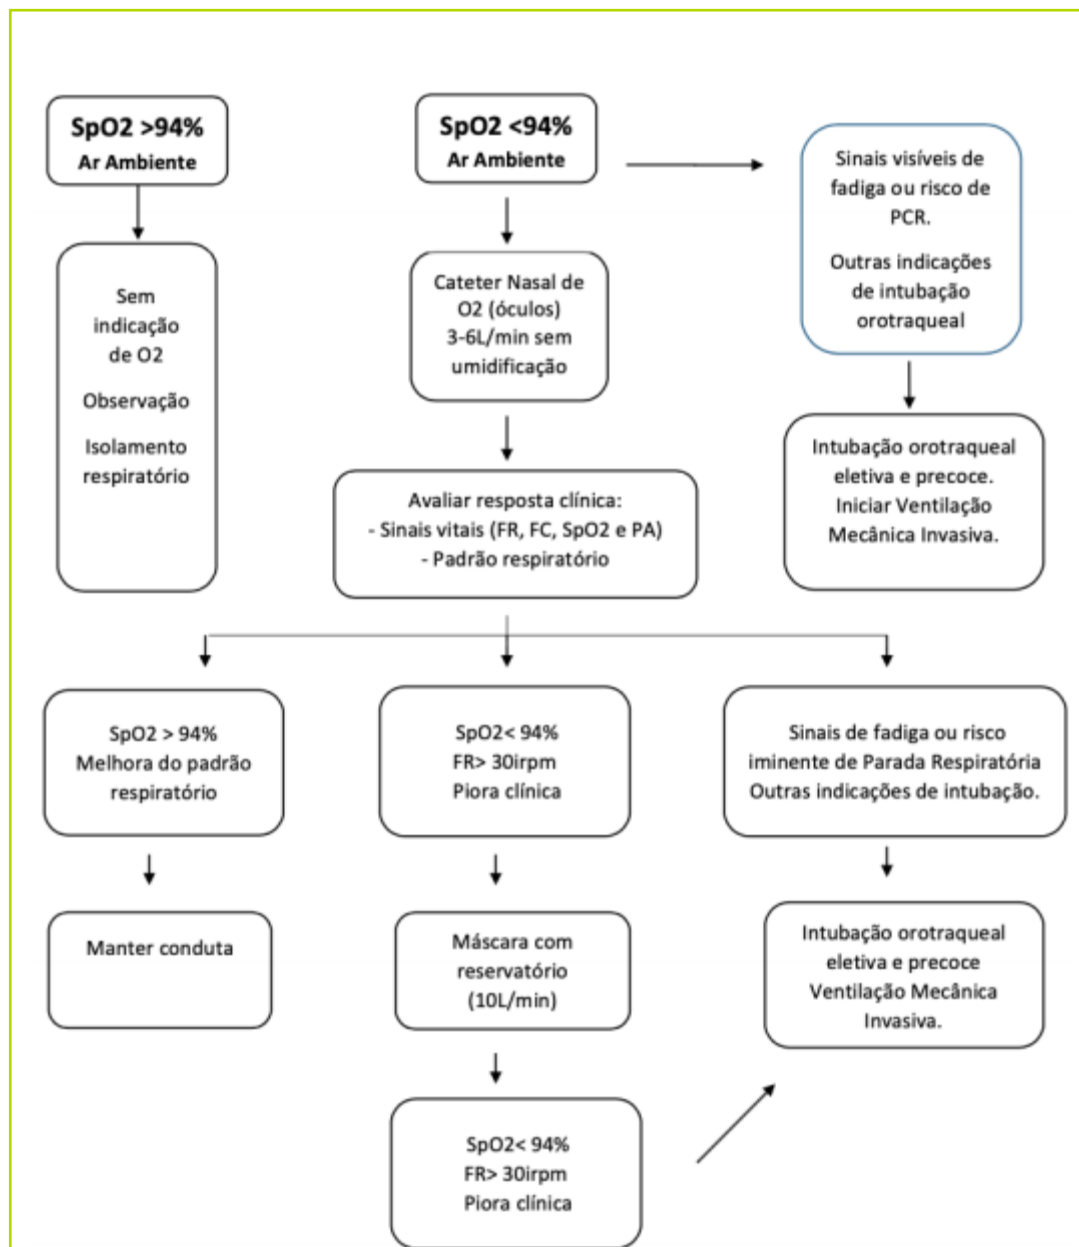 SpO2 >94%
Ar Ambiente
SpO2 <94%
Ar Ambiente
Sinais visíveis de
fadiga ou risco de
PCR.
Outras indicações
de intubação
orotraqueal
Sem
indicação
de O2
Observação
Isolamento
respiratório
Cateter Nasal de
O2 (óculos)
3-6L/min sem
umidificação
Intubação orotraqueal
eletiva e precoce.
Iniciar Ventilação
Mecânica Invasiva.
Avaliar resposta clínica:
- Sinais vitais (FR, FC, SpO2 e PA)
- Padrão respiratório
SpO2 > 94%
Melhora do padrão
respiratório
SpO2< 94%
FR> 30irpm
Piora clínica
Sinais de fadiga ou risco
iminente de Parada Respiratória
Outras indicações de intubação.
Manter conduta
Máscara com
reservatório
(10L/min)
Intubação orotraqueal
eletiva e precoce
Ventilação Mecânica
Invasiva.
SpO2< 94%
FR> 30irpm
Piora clínica